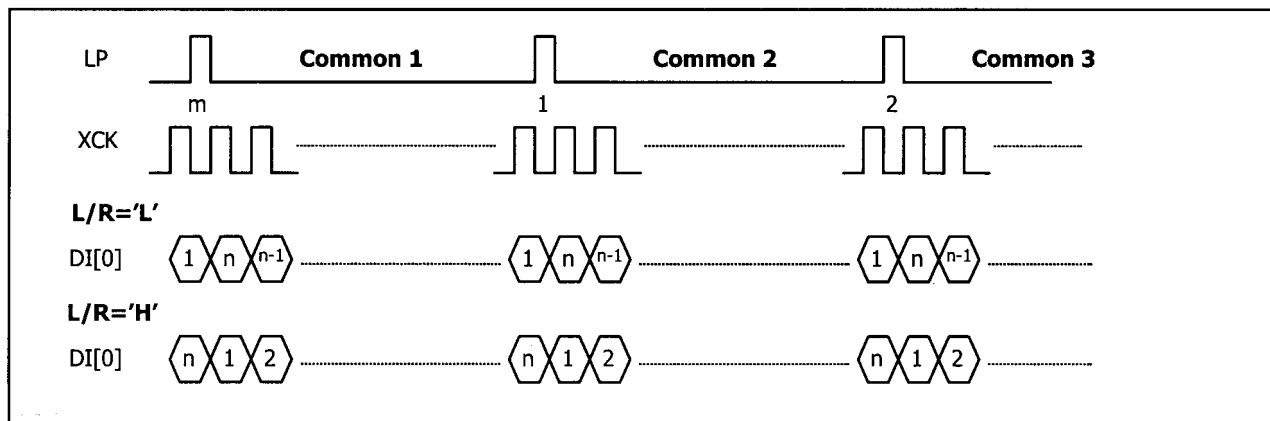 LP Common 1 Common 2 Common 3
m 1 2
XCK
L/R='L'
DI[0] 1 n n-1 1 n n-1 1 n n-1
L/R='H'
DI[0] n 1 2 n 1 2 n 1 2